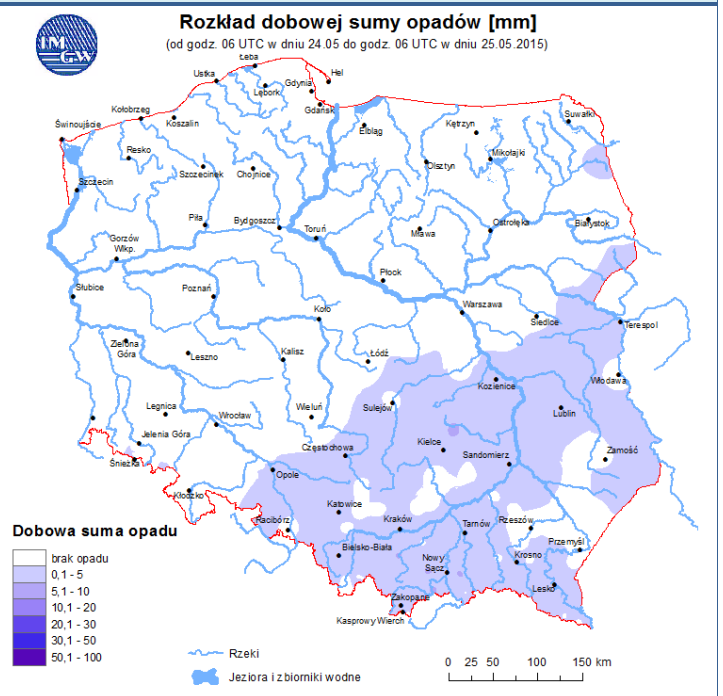 Rozkład dobowej sumy opadów [mm]
(od godz. 06 UTC w dniu 24.05 do godz. 06 UTC w dniu 25.05.2015)
IM
GW
Łeba
Ustka
Hel
Gdynia
Lębork
Gdańsk
Kołobrzeg
Koszalin
Suwałki
Świnoujście
Elbląg
Kętrzyn
Resko
Mikołajki
Szczecinek
Chojnice
Olsztyn
Szczecin
Piła
Bydgoszcz
Toruń
Mława
Ostrołęka
Białystok
Gorzów
Wlkp.
Płock
Słubice
Poznań
Koło
Warszawa
Siedlce
Terespol
Zielona
Góra
Leszno
Kalisz
Łódź
Kozienice
Włodawa
Legnica
Wrocław
Wieluń
Sulejów
Lublin
Jelenia Góra
Częstochowa
Kielce
Sandomierz
Zamość
Śnieżka
Opole
Kłodzko
Katowice
Racibórz
Kraków
Tarnów
Rzeszów
Przemyśl
Bielsko-Biała
Nowy
Sącz
Krosno
Lesko
Zakopane
Kasprowy Wierch
Dobowa suma opadu
brak opadu
0,1 - 5
5,1 - 10
10,1 - 20
20,1 - 30
30,1 - 50
50,1 - 100
Rzeki
Jeziora i zbiorniki wodne
0 25 50 100 150 km